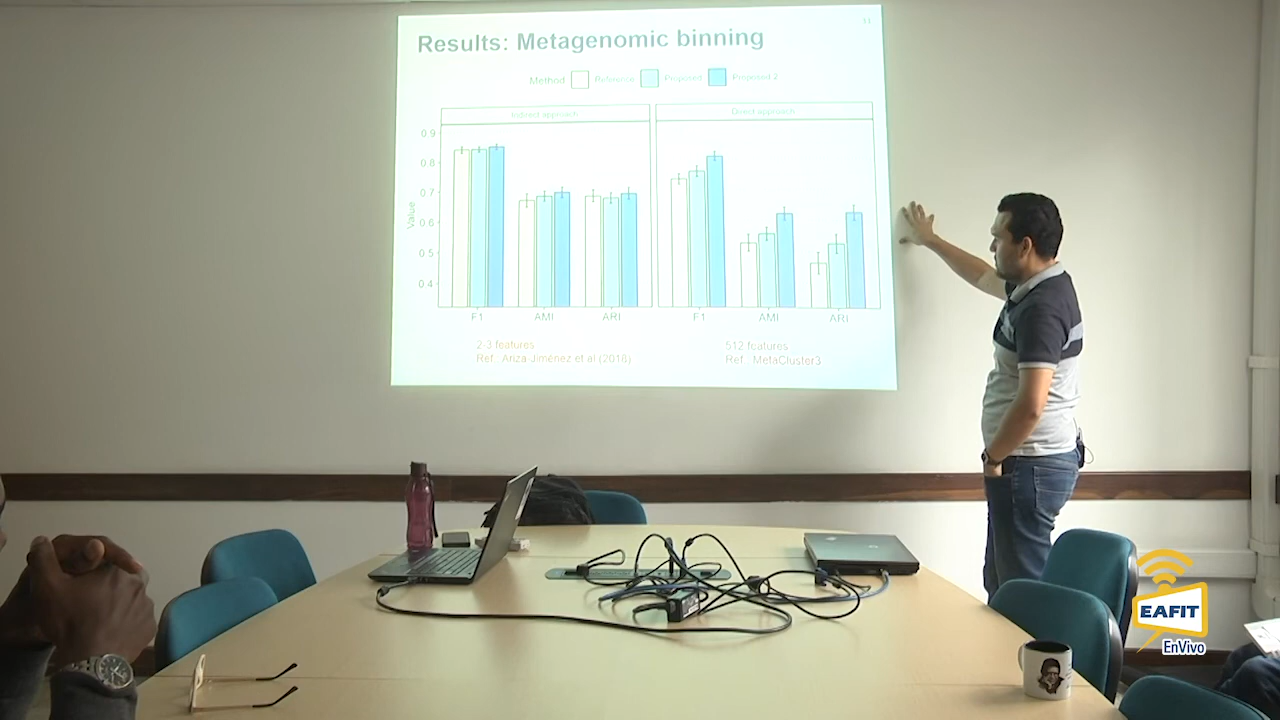 11
Results: Metagenomic binning
Method Reference Proposed Proposed 2
Indirect approach Direct approach
0.9
0.8
0.7
0.6
0.5
0.4
Value
F1 AMI ARI F1 AMI ARI
2-3 features 512 features
Ref.: Ariza-Jiménez et al (2018) Ref.: MetaCluster3
EAFIT
EnVivo